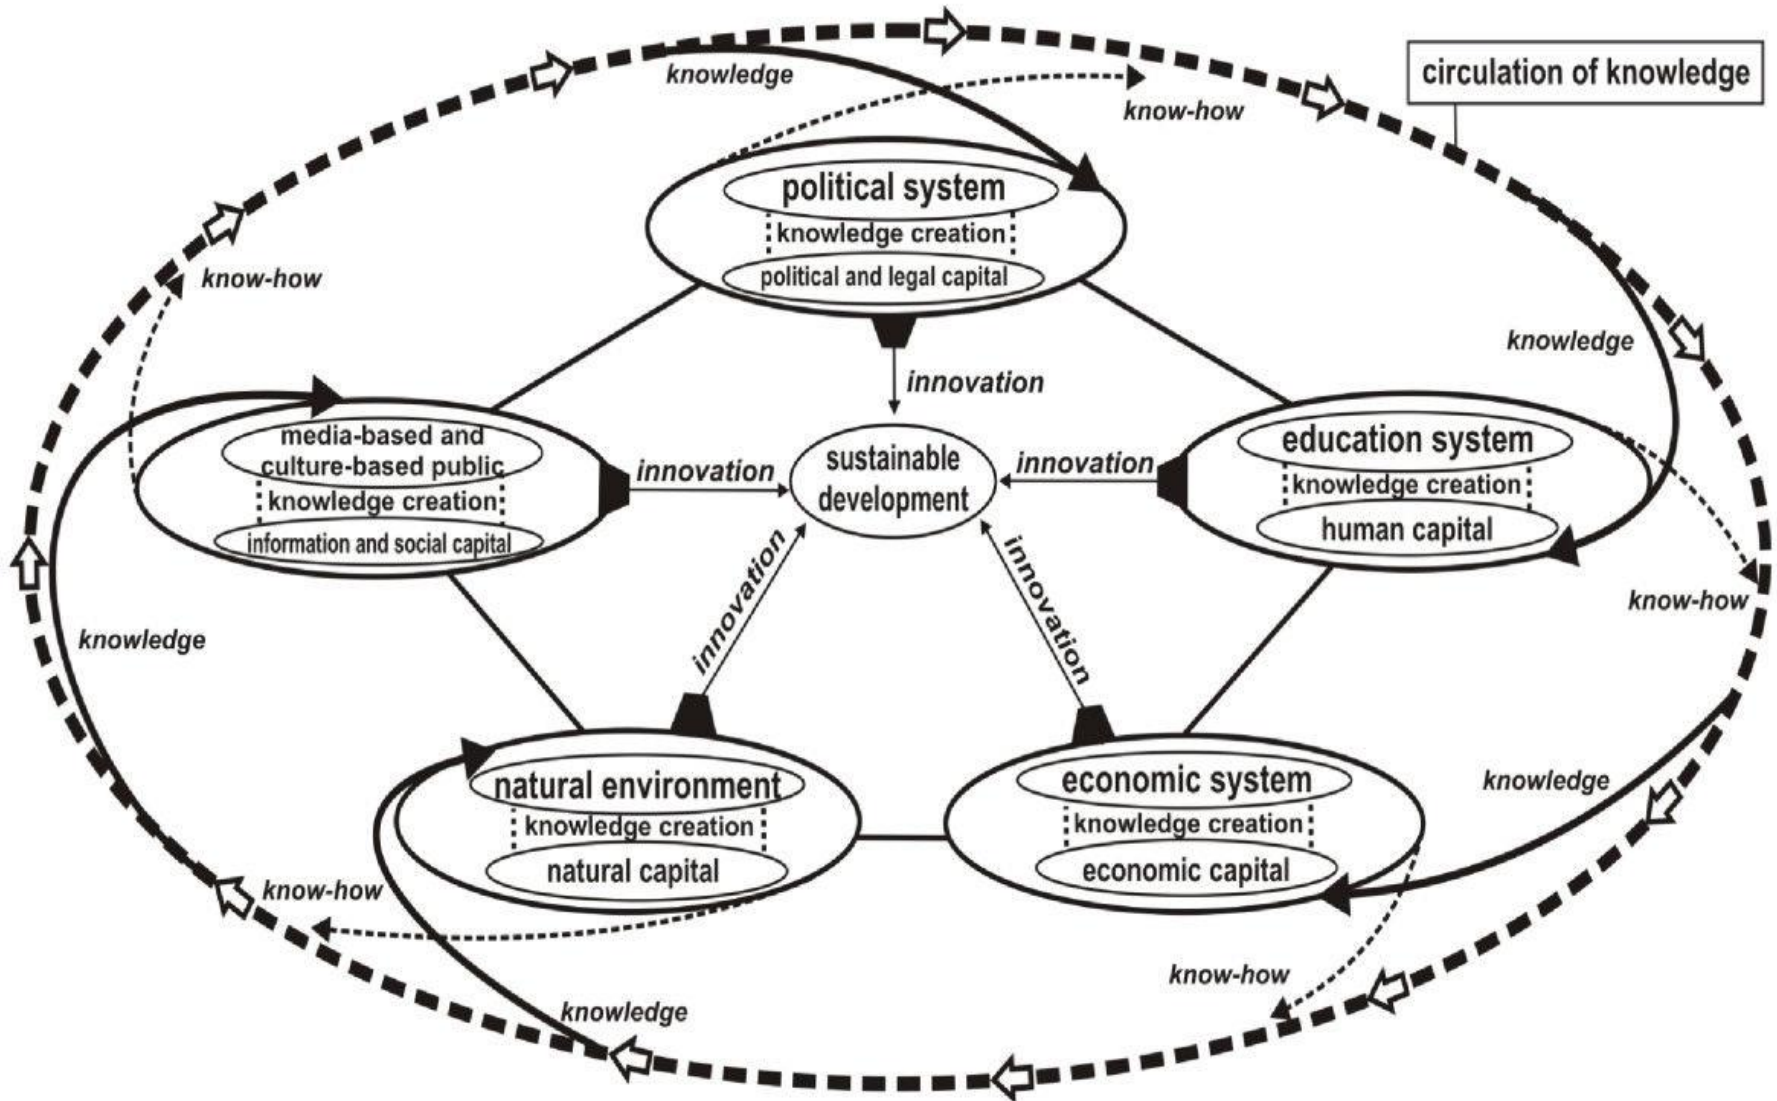 knowledge
circulation of knowledge
know-how
political system
knowledge creation
political and legal capital
know-how
knowledge
innovation
media-based and
culture-based public
knowledge creation
information and social capital
innovation
sustainable
development
innovation
education system
knowledge creation
human capital
innovation
innovation
know-how
knowledge
natural environment
knowledge creation
natural capital
economic system
knowledge creation
economic capital
knowledge
know-how
know-how
knowledge